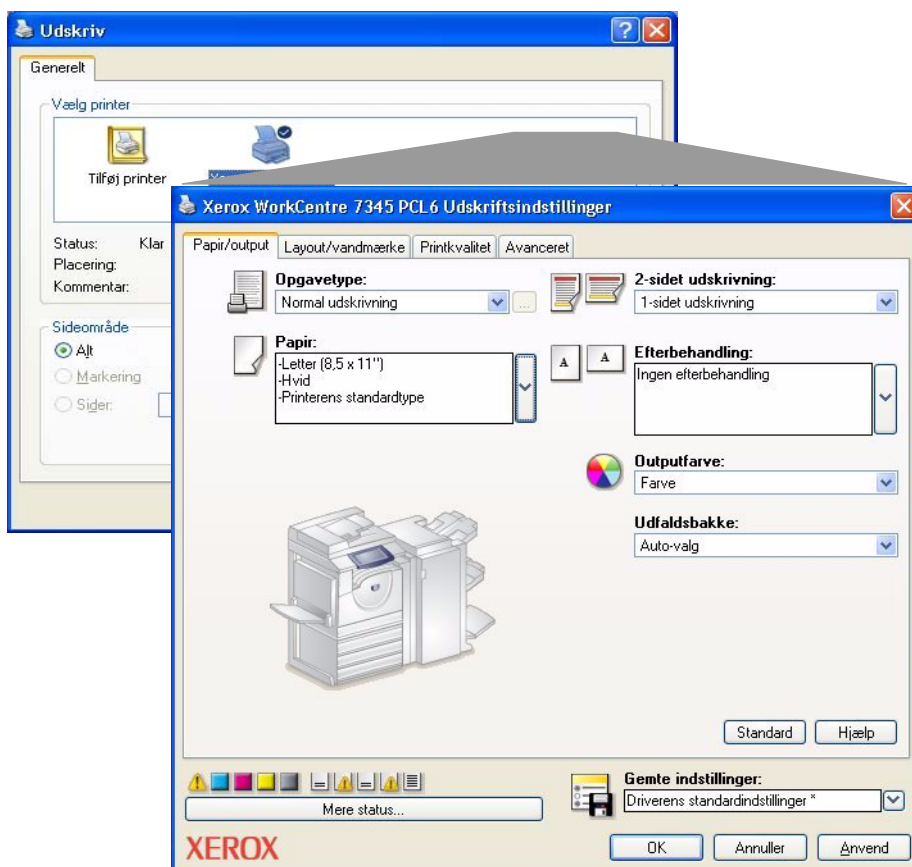 Udskriv
Generelt
Vælg printer
Tilføj printer
Status: Klar
Placering:
Kommentar:
Sideområde
Alt
Markering
Sider:
Xerox WorkCentre 7345 PCL6 Udskriftsindstillinger
Papir/output Layout/vandmærke Printkvalitet Avanceret
Opgavetype:
Normal udskrivning
...
2-sidet udskrivning:
1-sidet udskrivning
Papir:
-Letter (8,5 x 11'')
-Hvid
-Printerens standardtype
A A
Efterbehandling:
Ingen efterbehandling
Outputfarve:
Farve
Udfaldsbakke:
Auto-valg
Standard Hjælp
Mere status...
Gemte indstillinger:
Driverens standardindstillinger *
XEROX
OK Annuller Anvend